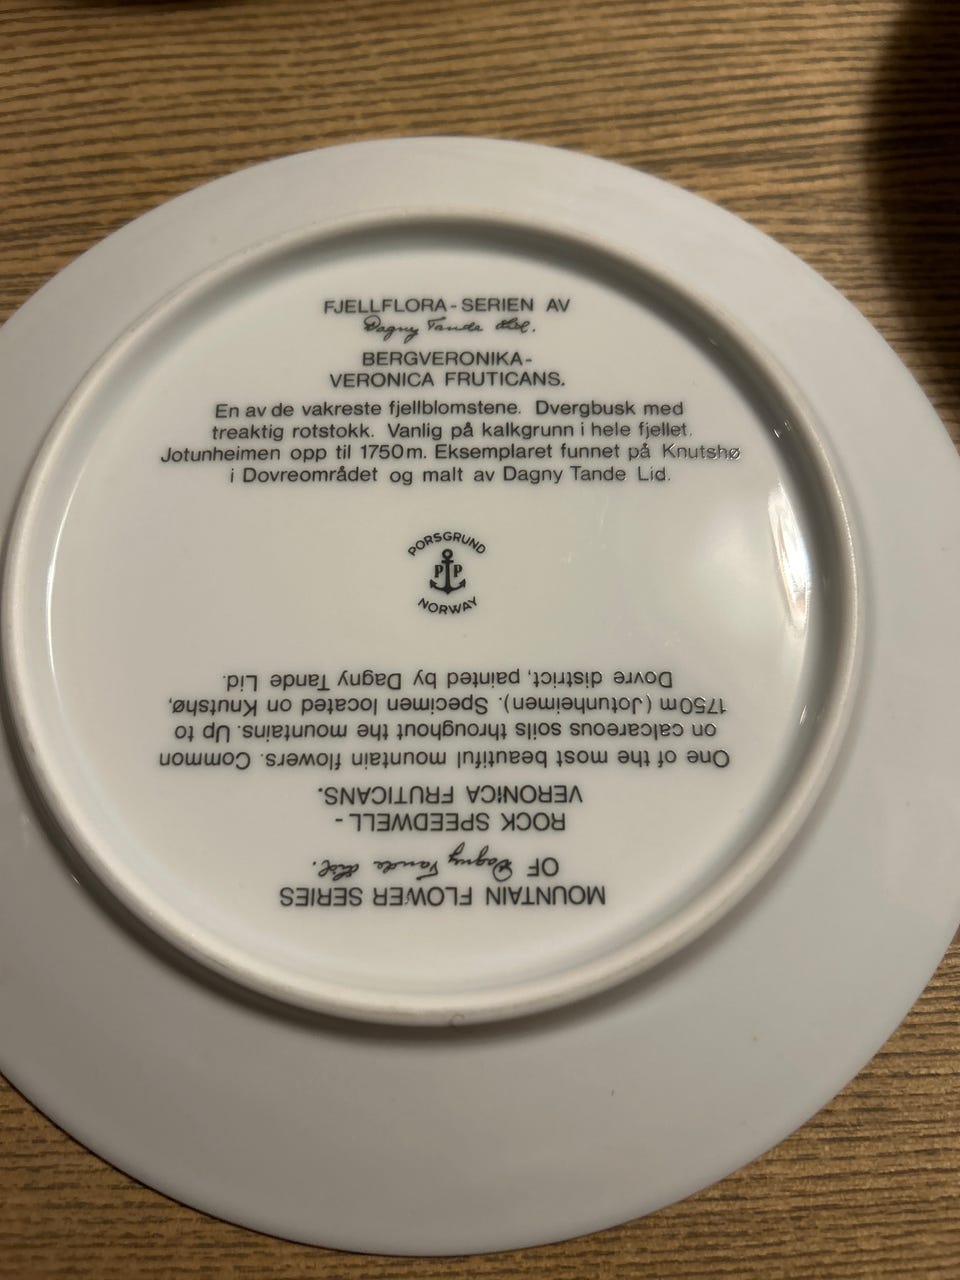 FJELLFLORA-SERIEN AV
Dagny Tande Lid.
BERGVERONIKA-
VERONICA FRUTICANS.
En av de vakreste fjellblomstene. Dvergbusk med
treaktig rotstokk. Vanlig på kalkgrunn i hele fjellet.
Jotunheimen opp til 1750m. Eksemplaret funnet på Knutshø
i Dovreområdet og malt av Dagny Tande Lid.
PORSGRUND
PP
NORWAY
MOUNTAIN FLOWER SERIES
OF Dagny Tande Lid.
ROCK SPEEDWELL-
VERONICA FRUTICANS.
One of the most beautiful mountain flowers. Common
on calcareous soils throughout the mountains. Up to
1750m (Jotunheimen). Specimen located on Knutshø,
Dovre district, painted by Dagny Tande Lid.